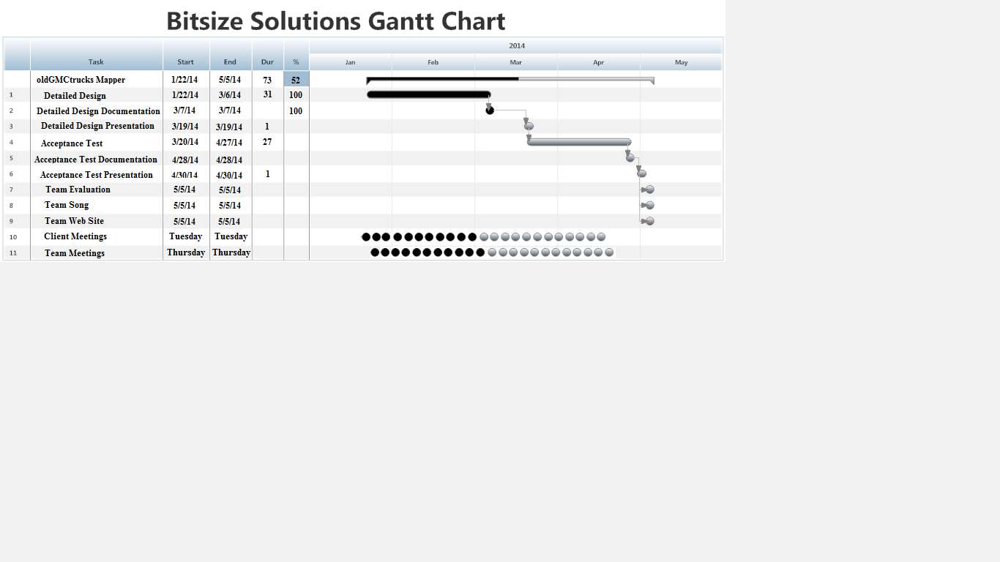 Bitsize Solutions Gantt Chart
2014
Task Start End Dur % Jan Feb Mar Apr May
oldGMCtrucks Mapper 1/22/14 5/5/14 73 52
1 Detailed Design 1/22/14 3/6/14 31 100
2 Detailed Design Documentation 3/7/14 3/7/14 100
3 Detailed Design Presentation 3/19/14 3/19/14 1
4 Acceptance Test 3/20/14 4/27/14 27
5 Acceptance Test Documentation 4/28/14 4/28/14
6 Acceptance Test Presentation 4/30/14 4/30/14 1
7 Team Evaluation 5/5/14 5/5/14
8 Team Song 5/5/14 5/5/14
9 Team Web Site 5/5/14 5/5/14
10 Client Meetings Tuesday Tuesday
11 Team Meetings Thursday Thursday